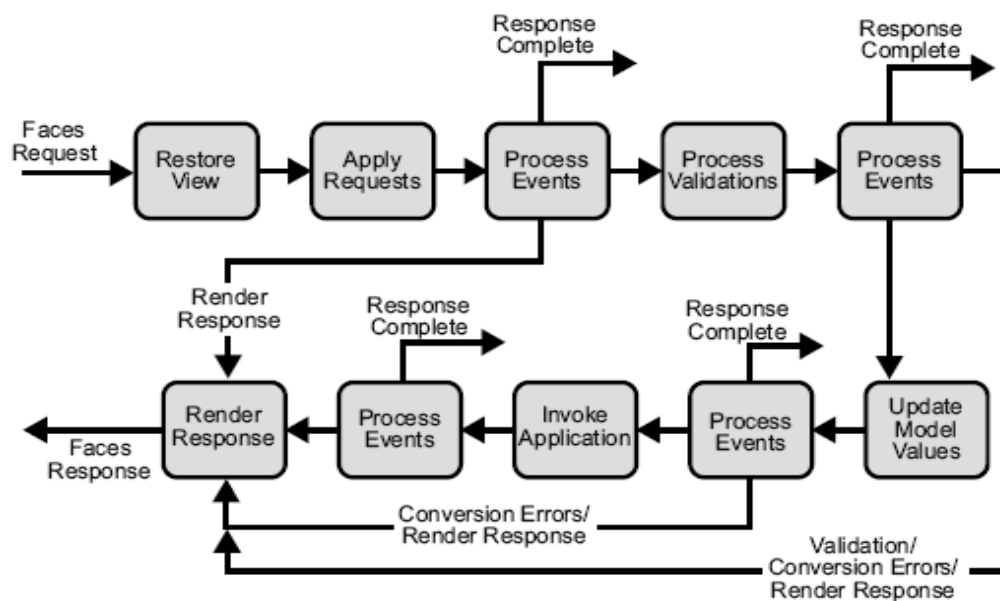 Response
Complete
Response
Complete
Faces
Request
Restore
View
Apply
Requests
Process
Events
Process
Validations
Process
Events
Render
Response
Response
Complete
Response
Complete
Render
Response
Process
Events
Invoke
Application
Process
Events
Update
Model
Values
Faces
Response
Conversion Errors/
Render Response
Validation/
Conversion Errors/
Render Response